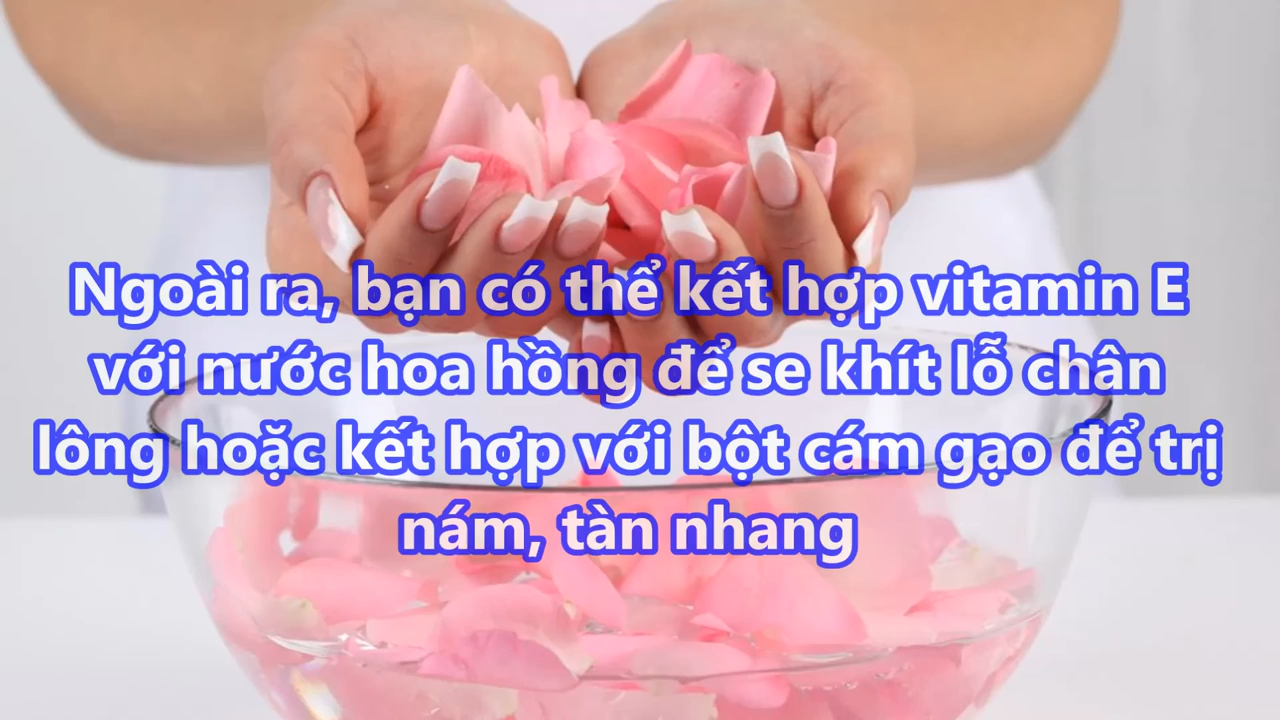 Ngoài ra, bạn có thể kết hợp vitamin E
với nước hoa hồng để se khít lỗ chân
lông hoặc kết hợp với bột cám gạo để trị
nám, tàn nhang